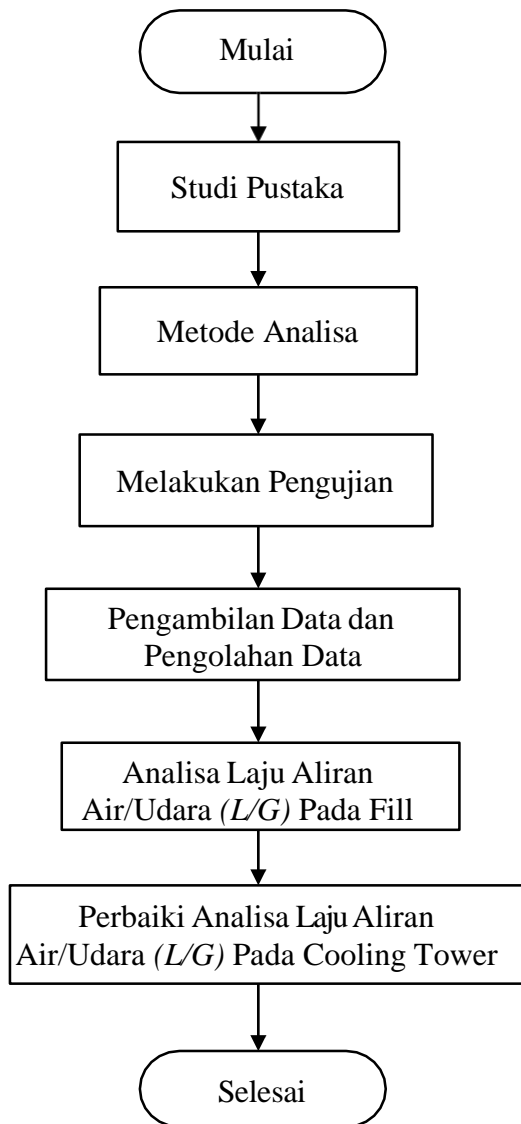 Mulai
Studi Pustaka
Metode Analisa
Melakukan Pengujian
Pengambilan Data dan
Pengolahan Data
Analisa Laju Aliran
Air/Udara (L/G) Pada Fill
Perbaiki Analisa Laju Aliran
Air/Udara (L/G) Pada Cooling Tower
Selesai